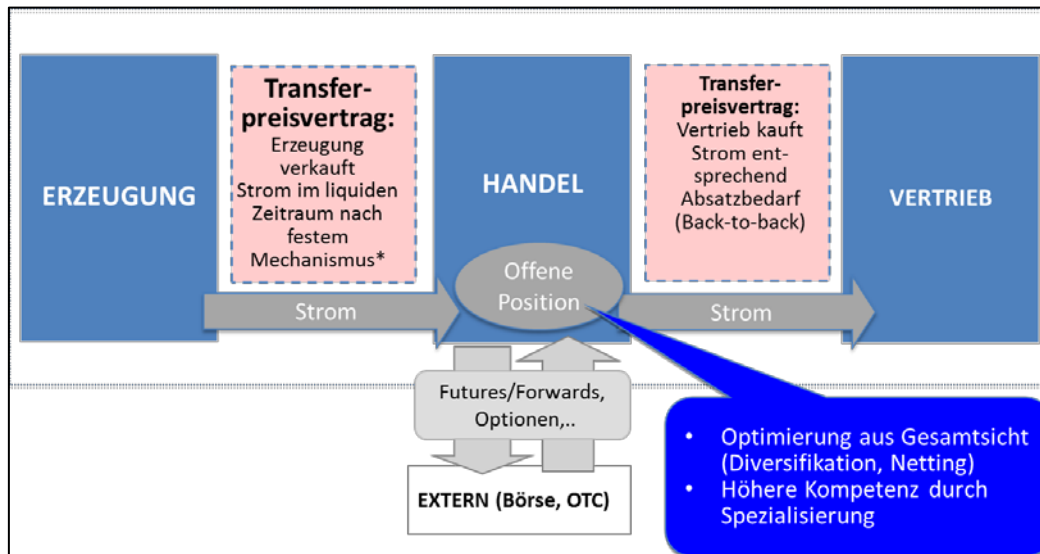 ERZEUGUNG
Transfer-
preisvertrag:
Erzeugung
verkauft
Strom im liquiden
Zeitraum nach
festem
Mechanismus*
Strom
HANDEL
Offene
Position
Transfer-
preisvertrag:
Vertrieb kauft
Strom ent-
sprechend
Absatzbedarf
(Back-to-back)
Strom
VERTRIEB
Futures/Forwards,
Optionen,..
EXTERN (Börse, OTC)
• Optimierung aus Gesamtsicht
(Diversifikation, Netting)
• Höhere Kompetenz durch
Spezialisierung